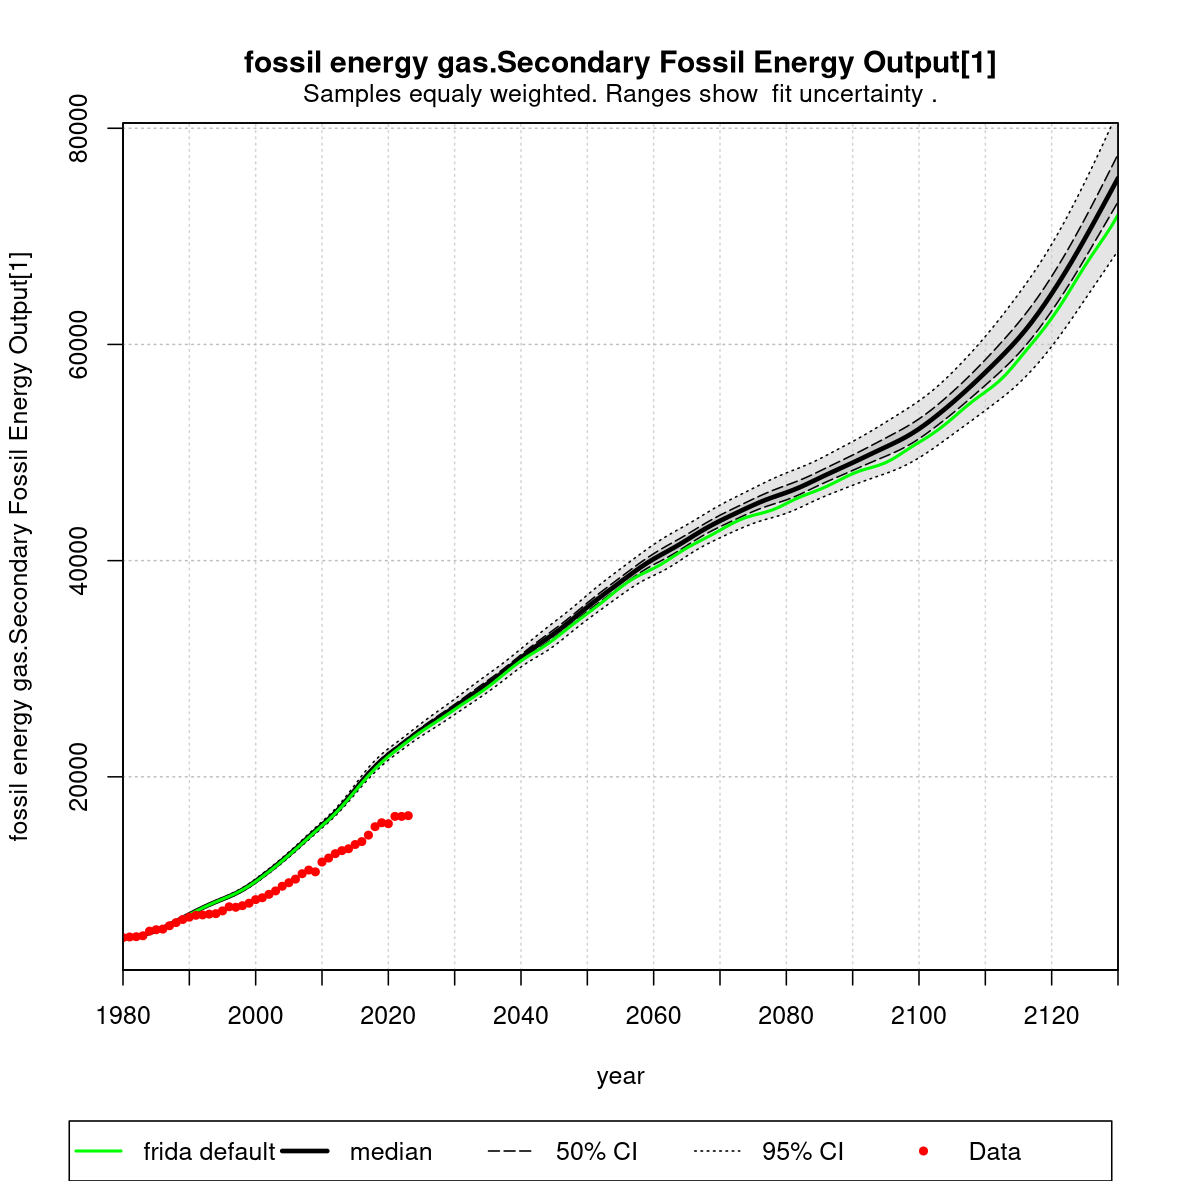 fossil energy gas.Secondary Fossil Energy Output[1]
Samples equaly weighted. Ranges show  fit uncertainty .
fossil energy gas.Secondary Fossil Energy Output[1]
80000
60000
40000
20000
1980 2000 2020 2040 2060 2080 2100 2120
year
frida default median 50% CI 95% CI Data